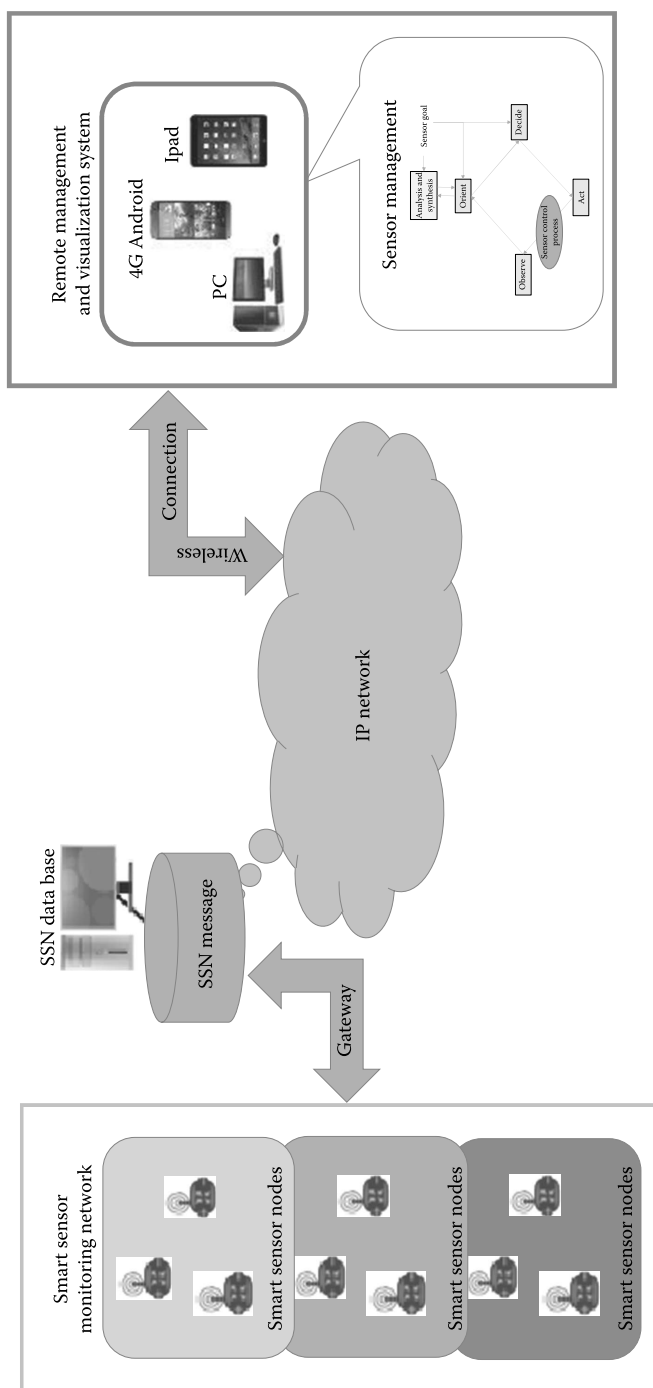 Smart sensor
monitoring network
Smart sensor nodes
Smart sensor nodes
Smart sensor nodes
Gateway
SSN data base
SSN message
IP network
Wireless
Connection
Remote management
and visualization system
PC
4G Android
Ipad
Sensor management
Analysis and
synthesis
Sensor goal
Orient
Observe
Decide
Sensor control
process
Act